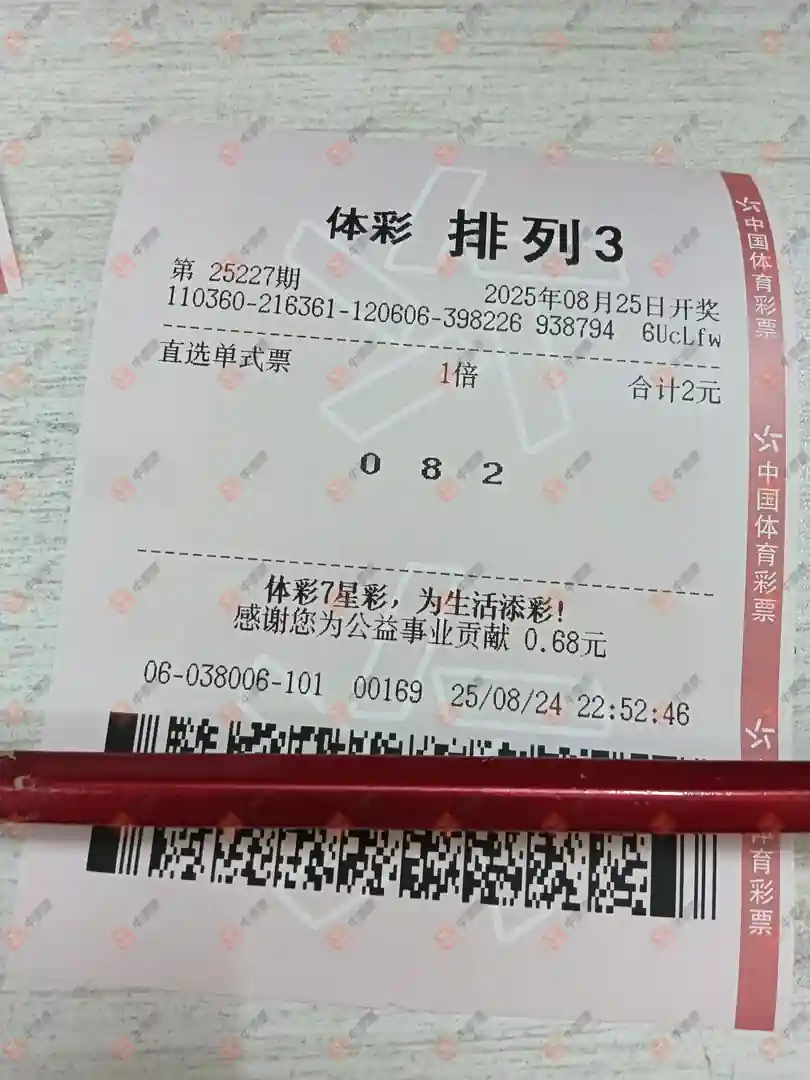 体彩 排列3
第 25227期 2025年08月25日开奖
110360-216361-120606-398226 938794 6UcLfw
直选单式票 1倍 合计2元
0 8 2
体彩7星彩，为生活添彩!
感谢您为公益事业贡献 0.68元
06-038006-101 00169 25/08/24 22:52:46
中国体育彩票
中国体育彩票
体育彩票